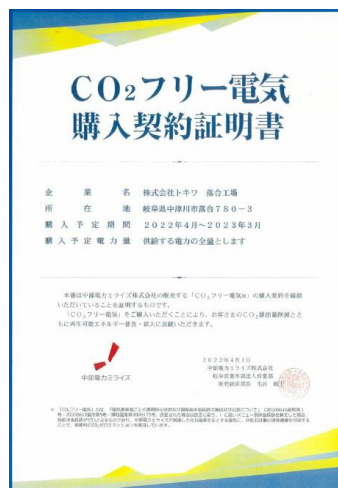 CO₂フリー電気
購入契約証明書
企業名 株式会社トキワ 落合工場
所在地 岐阜県中津川市落合780-3
購入予定期間 2022年4月~2023年3月
購入予定電力量 供給する電力の全量とします
本書は中部電力ミライズ株式会社の販売する「CO₂フリー電気※」の購入契約を締結
いただいていることを証明するものです。
「CO₂フリー電気」をご購入いただくことにより、お客さまのCO₂排出量削減とと
もに再生可能エネルギー普及・拡大に貢献いただきます。
中部電力ミライズ
2022年4月1日
中部電力ミライズ株式会社
岐阜営業本部法人営業部